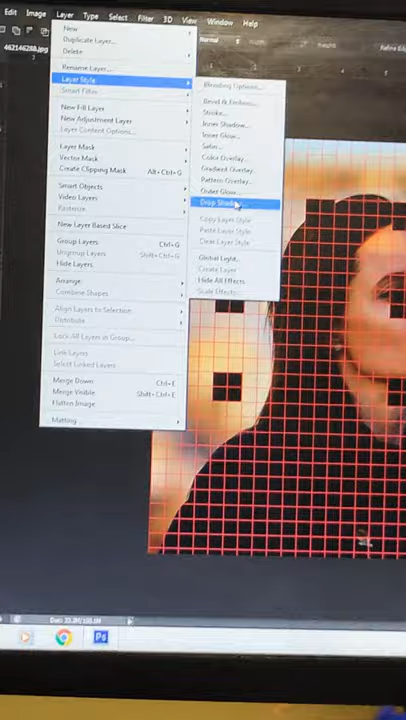 Edit Image Layer Type Select Filter 3D View Window Help
Normal
Refine Edge
462146288.jpg
New
Duplicate Layer...
Delete
Rename Layer...
Layer Style
Smart Filter
New Fill Layer
New Adjustment Layer
Layer Content Options...
Layer Mask
Vector Mask
Create Clipping Mask Alt+Ctrl+G
Smart Objects
Video Layers
Rasterize
New Layer Based Slice
Group Layers Ctrl+G
Ungroup Layers Shift+Ctrl+G
Hide Layers
Arrange
Combine Shapes
Align Layers to Selection
Distribute
Lock All Layers in Group...
Link Layers
Select Linked Layers
Merge Down Ctrl+E
Merge Visible Shift+Ctrl+E
Flatten Image
Matting
Blending Options...
Bevel & Emboss...
Stroke...
Inner Shadow...
Inner Glow...
Satin...
Color Overlay...
Gradient Overlay...
Pattern Overlay...
Outer Glow...
Drop Shadow...
Copy Layer Style
Paste Layer Style
Clear Layer Style
Global Light...
Create Layer
Hide All Effects
Scale Effects...
Ps